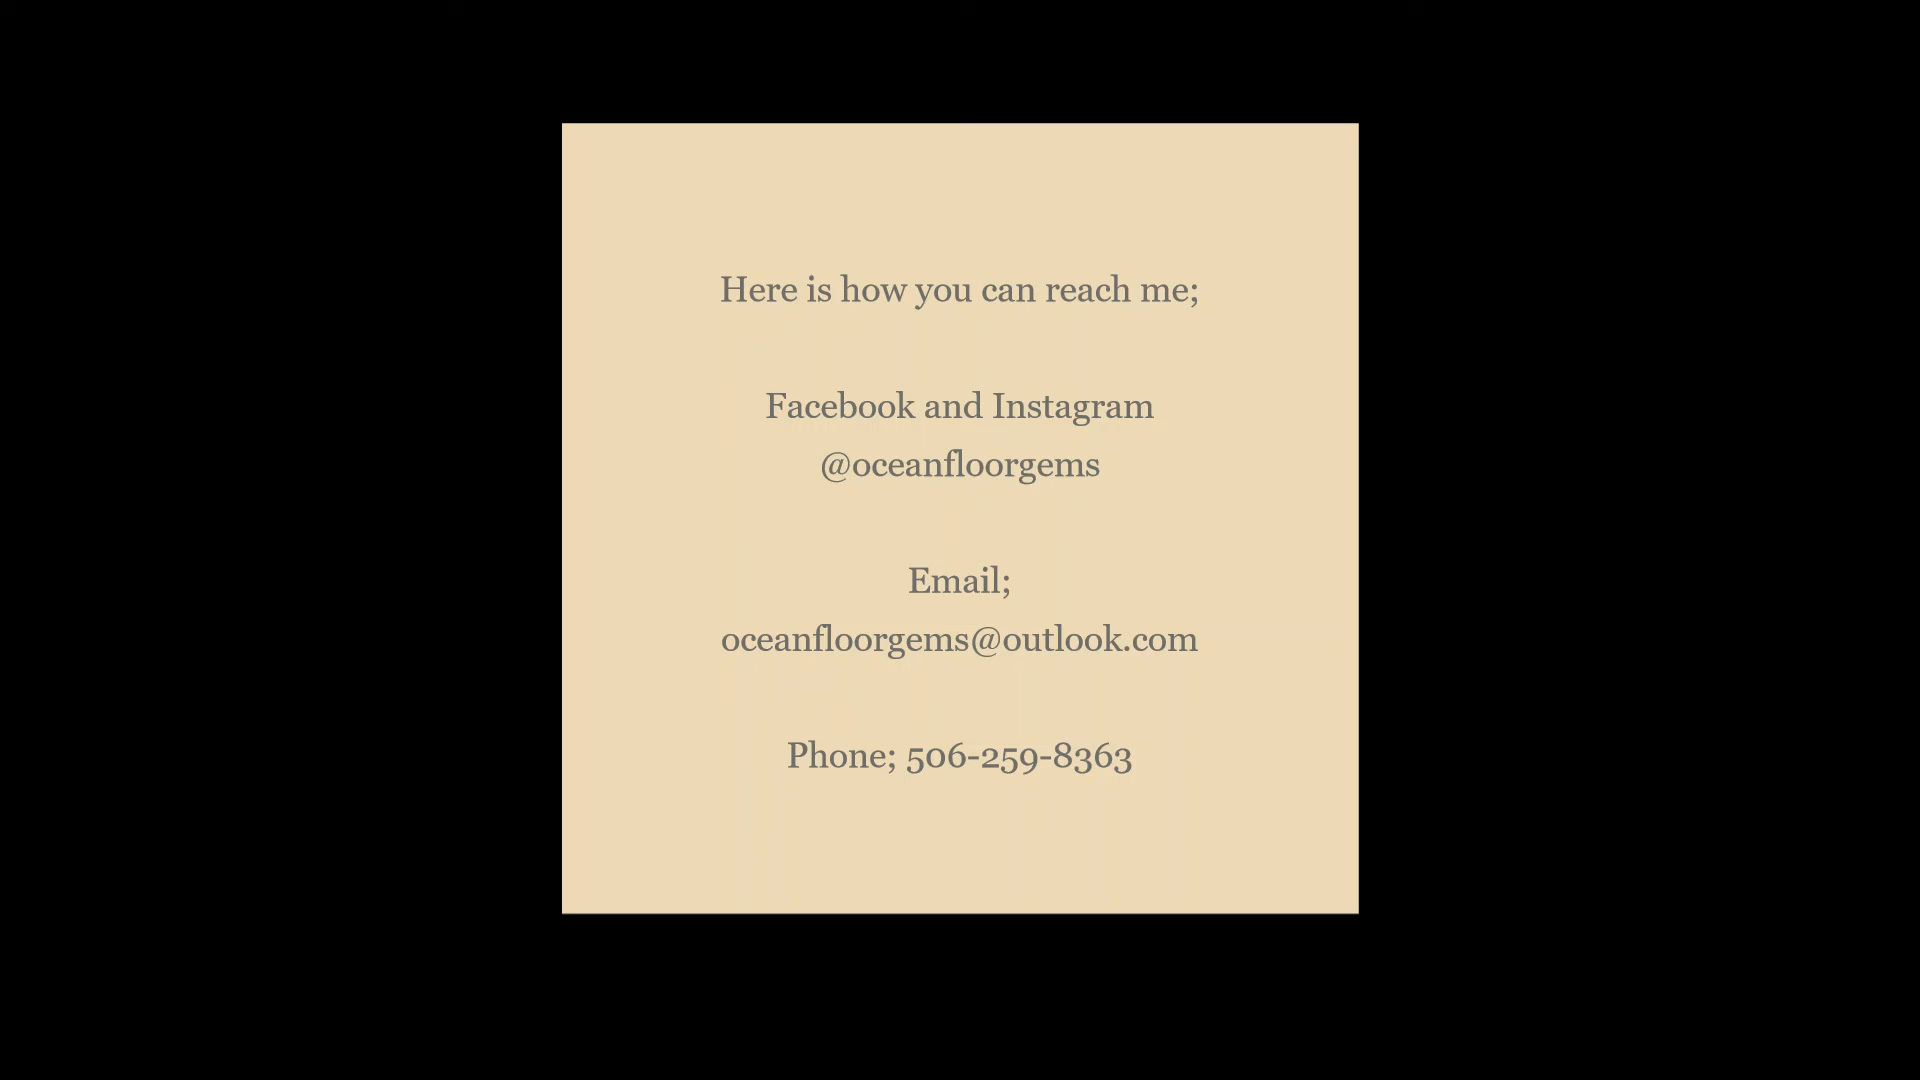 Here is how you can reach me;
Facebook and Instagram
@oceanfloorgems
Email;
oceanfloorgems@outlook.com
Phone; 506-259-8363